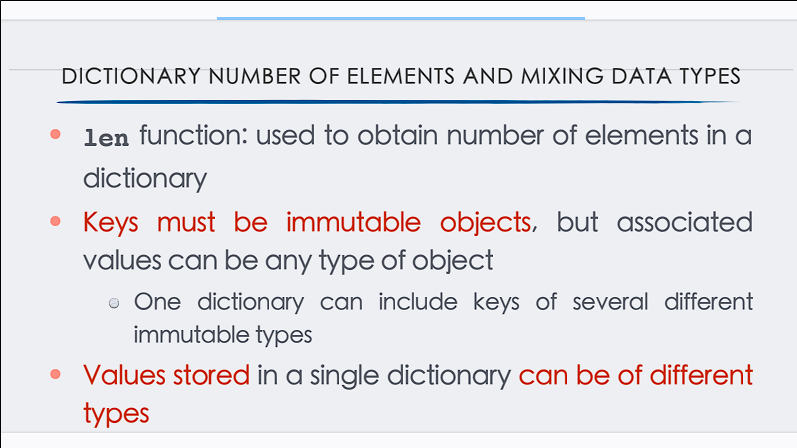 DICTIONARY NUMBER OF ELEMENTS AND MIXING DATA TYPES
• len function: used to obtain number of elements in a
dictionary
• Keys must be immutable objects, but associated
values can be any type of object
○ One dictionary can include keys of several different
immutable types
• Values stored in a single dictionary can be of different
types